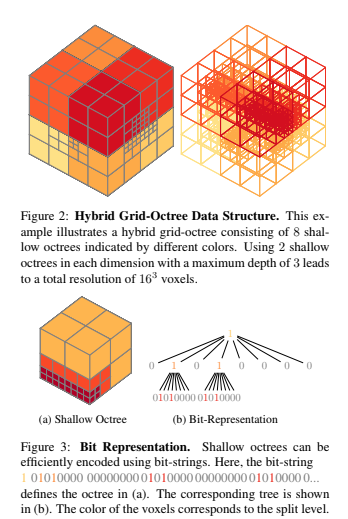 Figure 2: Hybrid Grid-Octree Data Structure. This ex-
ample illustrates a hybrid grid-octree consisting of 8 shal-
low octrees indicated by different colors. Using 2 shallow
octrees in each dimension with a maximum depth of 3 leads
to a total resolution of 16³ voxels.
1
0 1 0 1 0 0 0 0
01010000 01010000
(a) Shallow Octree (b) Bit-Representation
Figure 3: Bit Representation. Shallow octrees can be
efficiently encoded using bit-strings. Here, the bit-string
1 01010000 00000000 01010000 00000000 01010000 0...
defines the octree in (a). The corresponding tree is shown
in (b). The color of the voxels corresponds to the split level.